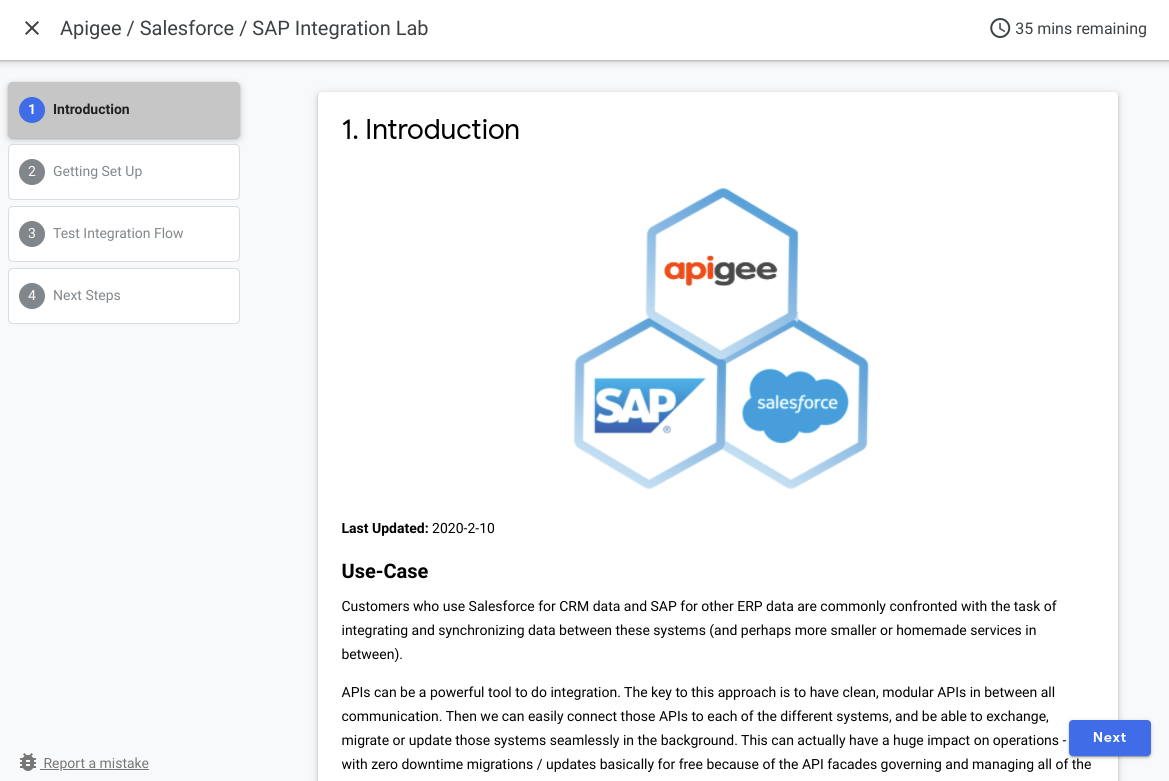 Apigee / Salesforce / SAP Integration Lab
35 mins remaining
1 Introduction
2 Getting Set Up
3 Test Integration Flow
4 Next Steps
1. Introduction
apigee
SAP®
salesforce
Last Updated: 2020-2-10
Use-Case
Customers who use Salesforce for CRM data and SAP for other ERP data are commonly confronted with the task of
integrating and synchronizing data between these systems (and perhaps more smaller or homemade services in
between).
APIs can be a powerful tool to do integration. The key to this approach is to have clean, modular APIs in between all
communication. Then we can easily connect those APIs to each of the different systems, and be able to exchange,
migrate or update those systems seamlessly in the background. This can actually have a huge impact on operations -
with zero downtime migrations / updates basically for free because of the API facades governing and managing all of the
Next
Report a mistake